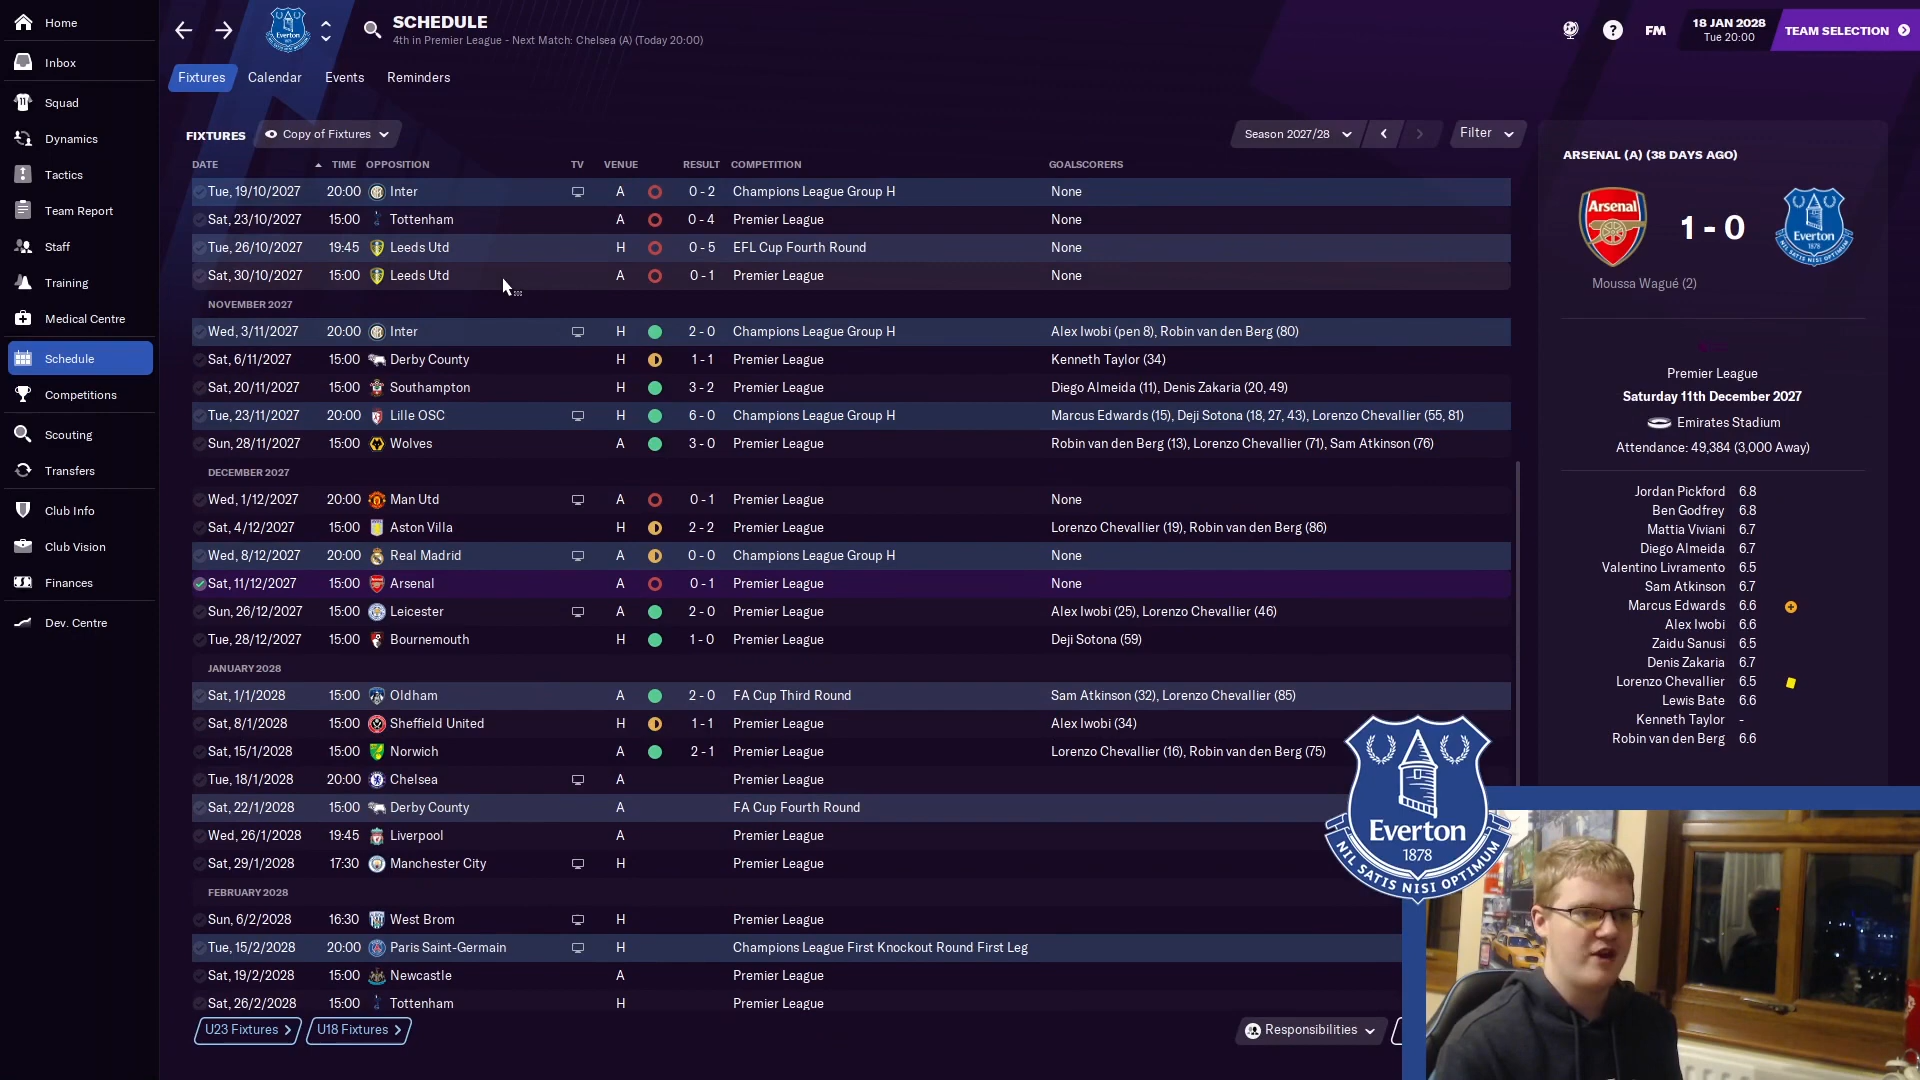 Home
Inbox
Squad
Dynamics
Tactics
Team Report
Staff
Training
Medical Centre
Schedule
Competitions
Scouting
Transfers
Club Info
Club Vision
Finances
Dev. Centre
Everton
SCHEDULE
4th in Premier League - Next Match: Chelsea (A) (Today 20:00)
FM
18 JAN 2028
Tue 20:00
TEAM SELECTION
Fixtures Calendar Events Reminders
FIXTURES Copy of Fixtures Season 2027/28 Filter
DATE TIME OPPOSITION TV VENUE RESULT COMPETITION GOALSCORERS
Tue, 19/10/2027 20:00 Inter A 0 - 2 Champions League Group H None
Sat, 23/10/2027 15:00 Tottenham A 0 - 4 Premier League None
Tue, 26/10/2027 19:45 Leeds Utd H 0 - 5 EFL Cup Fourth Round None
Sat, 30/10/2027 15:00 Leeds Utd A 0 - 1 Premier League None
NOVEMBER 2027
Wed, 3/11/2027 20:00 Inter H 2 - 0 Champions League Group H Alex Iwobi (pen 8), Robin van den Berg (80)
Sat, 6/11/2027 15:00 Derby County H 1 - 1 Premier League Kenneth Taylor (34)
Sat, 20/11/2027 15:00 Southampton H 3 - 2 Premier League Diego Almeida (11), Denis Zakaria (20, 49)
Tue, 23/11/2027 20:00 Lille OSC H 6 - 0 Champions League Group H Marcus Edwards (15), Deji Sotona (18, 27, 43), Lorenzo Chevallier (55, 81)
Sun, 28/11/2027 15:00 Wolves A 3 - 0 Premier League Robin van den Berg (13), Lorenzo Chevallier (71), Sam Atkinson (76)
DECEMBER 2027
Wed, 1/12/2027 20:00 Man Utd A 0 - 1 Premier League None
Sat, 4/12/2027 15:00 Aston Villa H 2 - 2 Premier League Lorenzo Chevallier (19), Robin van den Berg (86)
Wed, 8/12/2027 20:00 Real Madrid A 0 - 0 Champions League Group H None
Sat, 11/12/2027 15:00 Arsenal A 0 - 1 Premier League None
Sun, 26/12/2027 15:00 Leicester A 2 - 0 Premier League Alex Iwobi (25), Lorenzo Chevallier (46)
Tue, 28/12/2027 15:00 Bournemouth H 1 - 0 Premier League Deji Sotona (59)
JANUARY 2028
Sat, 1/1/2028 15:00 Oldham A 2 - 0 FA Cup Third Round Sam Atkinson (32), Lorenzo Chevallier (85)
Sat, 8/1/2028 15:00 Sheffield United H 1 - 1 Premier League Alex Iwobi (34)
Sat, 15/1/2028 15:00 Norwich A 2 - 1 Premier League Lorenzo Chevallier (16), Robin van den Berg (75)
Tue, 18/1/2028 20:00 Chelsea A Premier League
Sat, 22/1/2028 15:00 Derby County A FA Cup Fourth Round
Wed, 26/1/2028 19:45 Liverpool A Premier League
Sat, 29/1/2028 17:30 Manchester City H Premier League
FEBRUARY 2028
Sun, 6/2/2028 16:30 West Brom H Premier League
Tue, 15/2/2028 20:00 Paris Saint-Germain H Champions League First Knockout Round First Leg
Sat, 19/2/2028 15:00 Newcastle A Premier League
Sat, 26/2/2028 15:00 Tottenham H Premier League
U23 Fixtures U18 Fixtures Responsibilities
ARSENAL (A) (38 DAYS AGO)
Arsenal 1 - 0 Everton
1878
Moussa Wagué (2)
Premier League
Saturday 11th December 2027
Emirates Stadium
Attendance: 49,384 (3,000 Away)
Jordan Pickford 6.8
Ben Godfrey 6.8
Mattia Viviani 6.7
Diego Almeida 6.7
Valentino Livramento 6.5
Sam Atkinson 6.7
Marcus Edwards 6.6
Alex Iwobi 6.6
Zaidu Sanusi 6.5
Denis Zakaria 6.7
Lorenzo Chevallier 6.5
Lewis Bate 6.6
Kenneth Taylor -
Robin van den Berg 6.6
Everton
1878
NIL SATIS NISI OPTIMUM